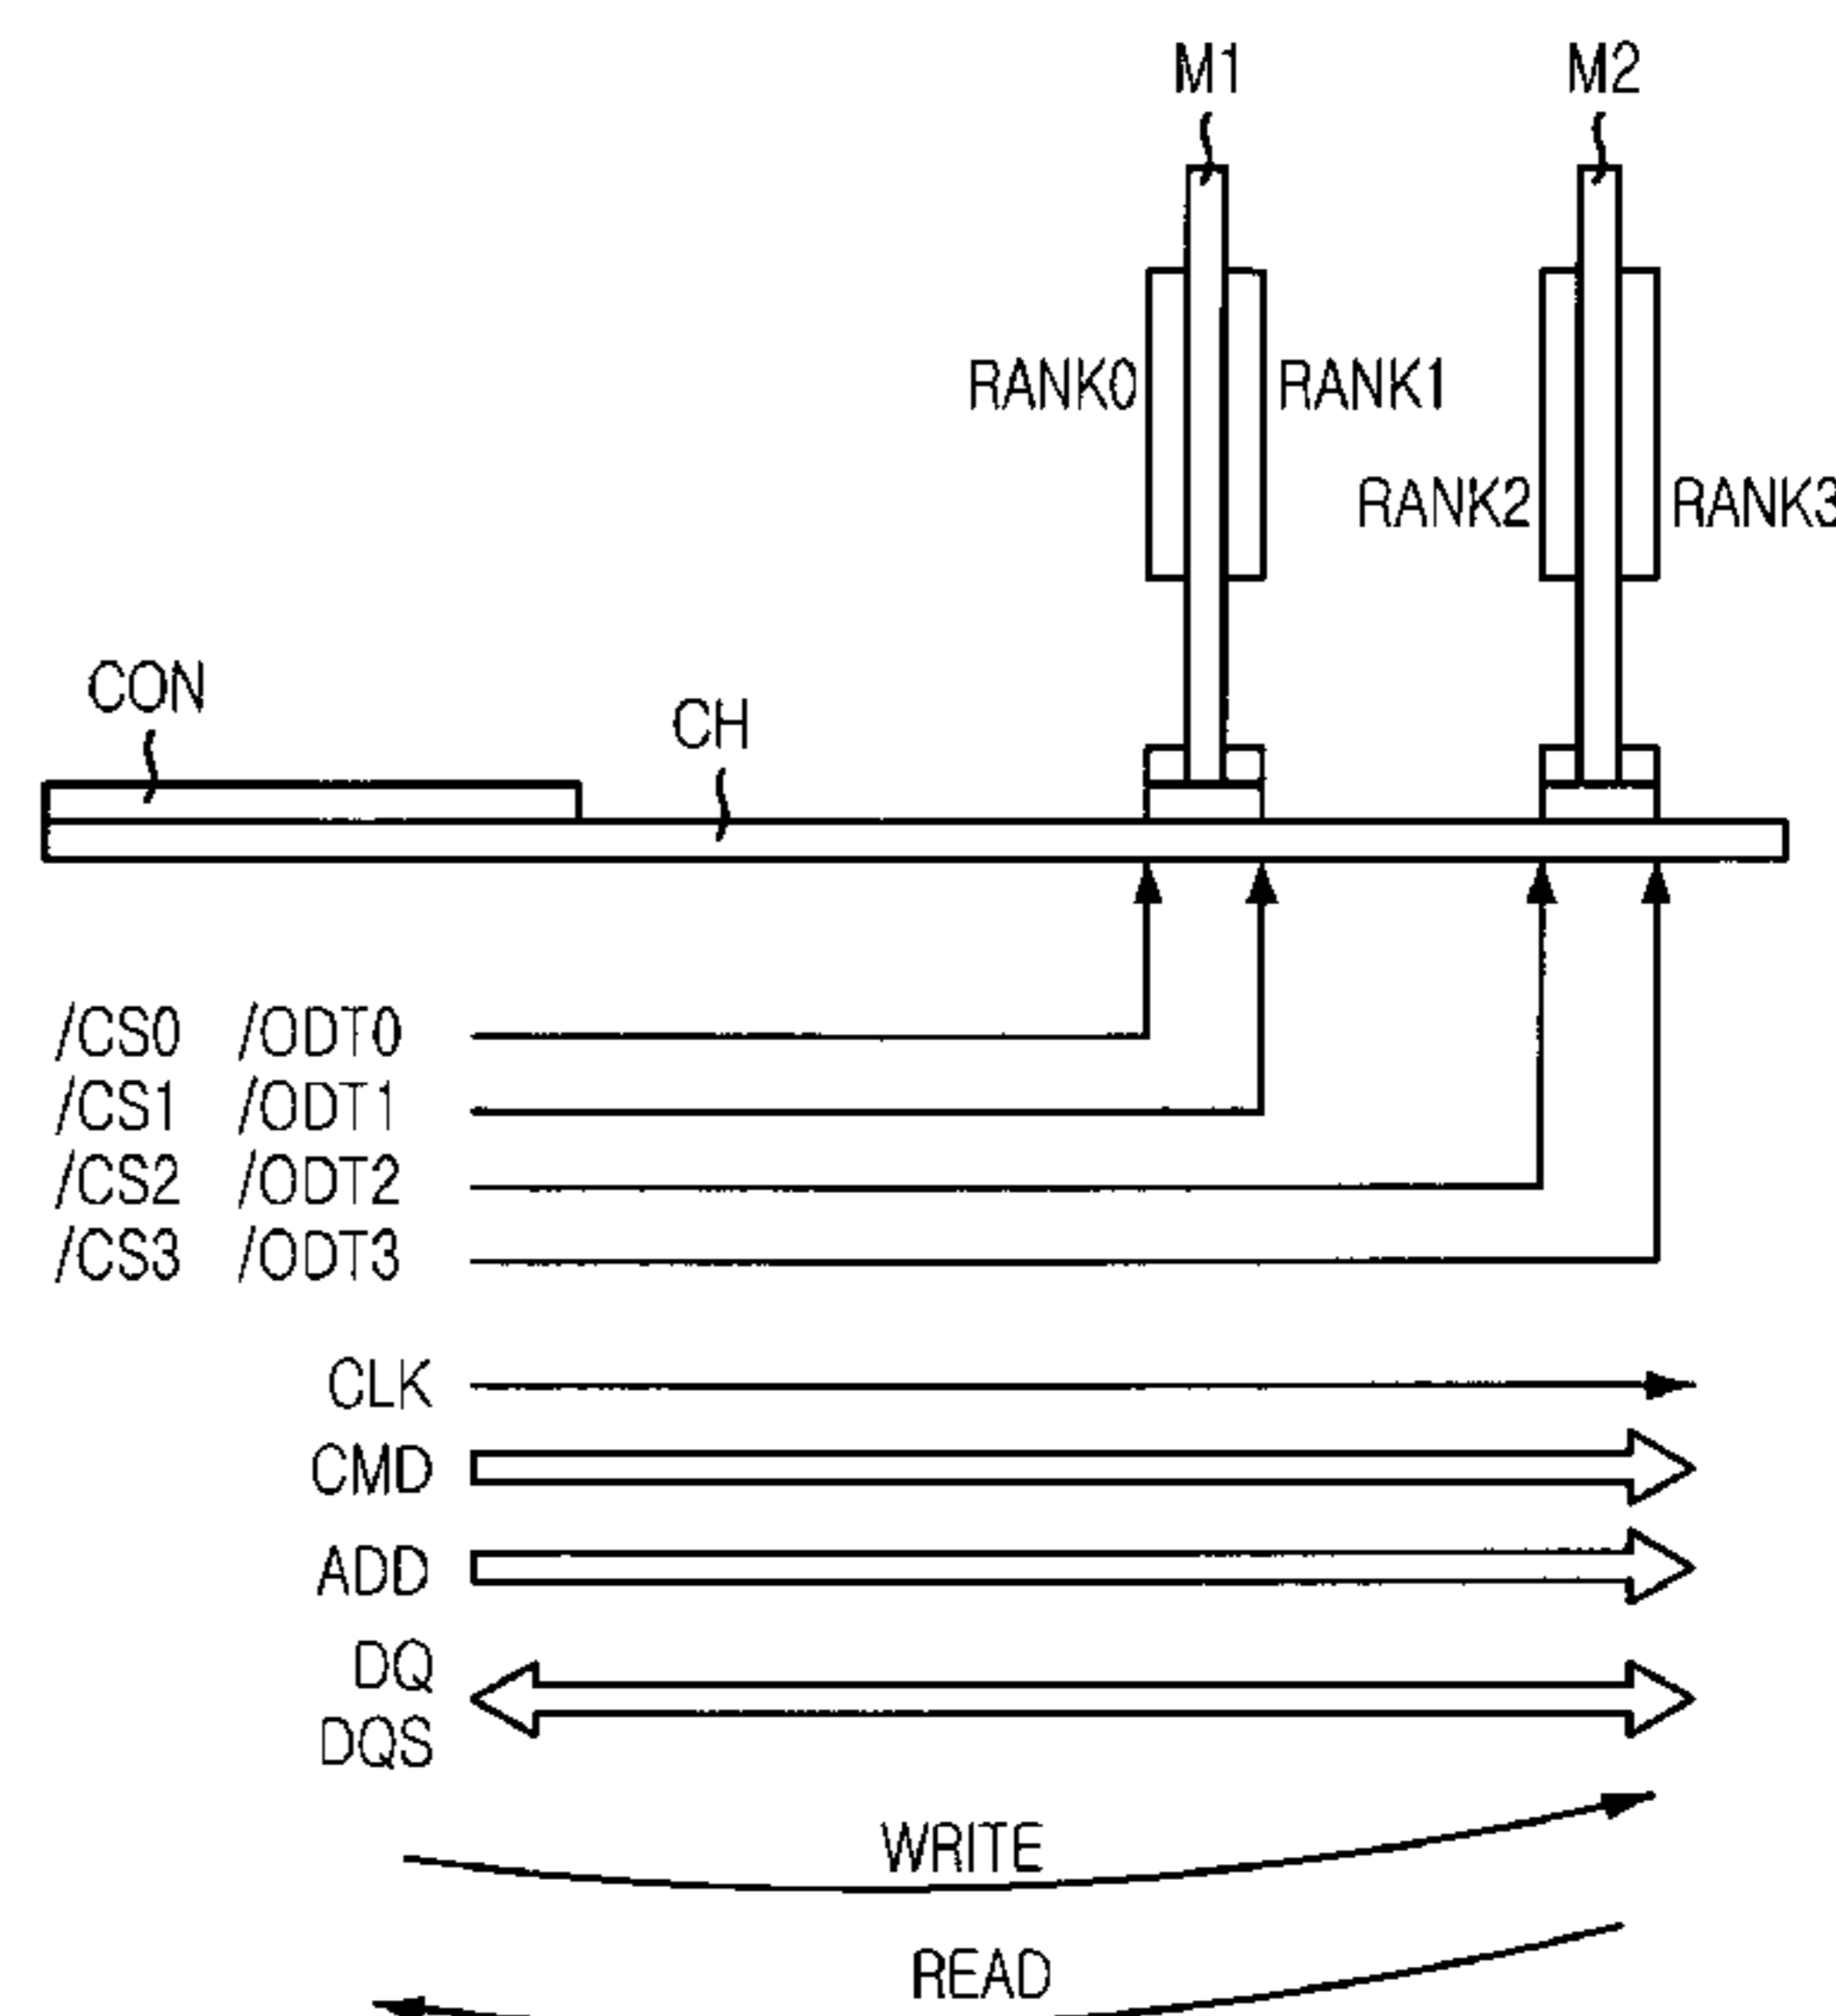 M1 M2
RANK0 RANK1
RANK2 RANK3
CON
CH
/CS0 /ODT0
/CS1 /ODT1
/CS2 /ODT2
/CS3 /ODT3
CLK
CMD
ADD
DQ
DQS
WRITE
READ